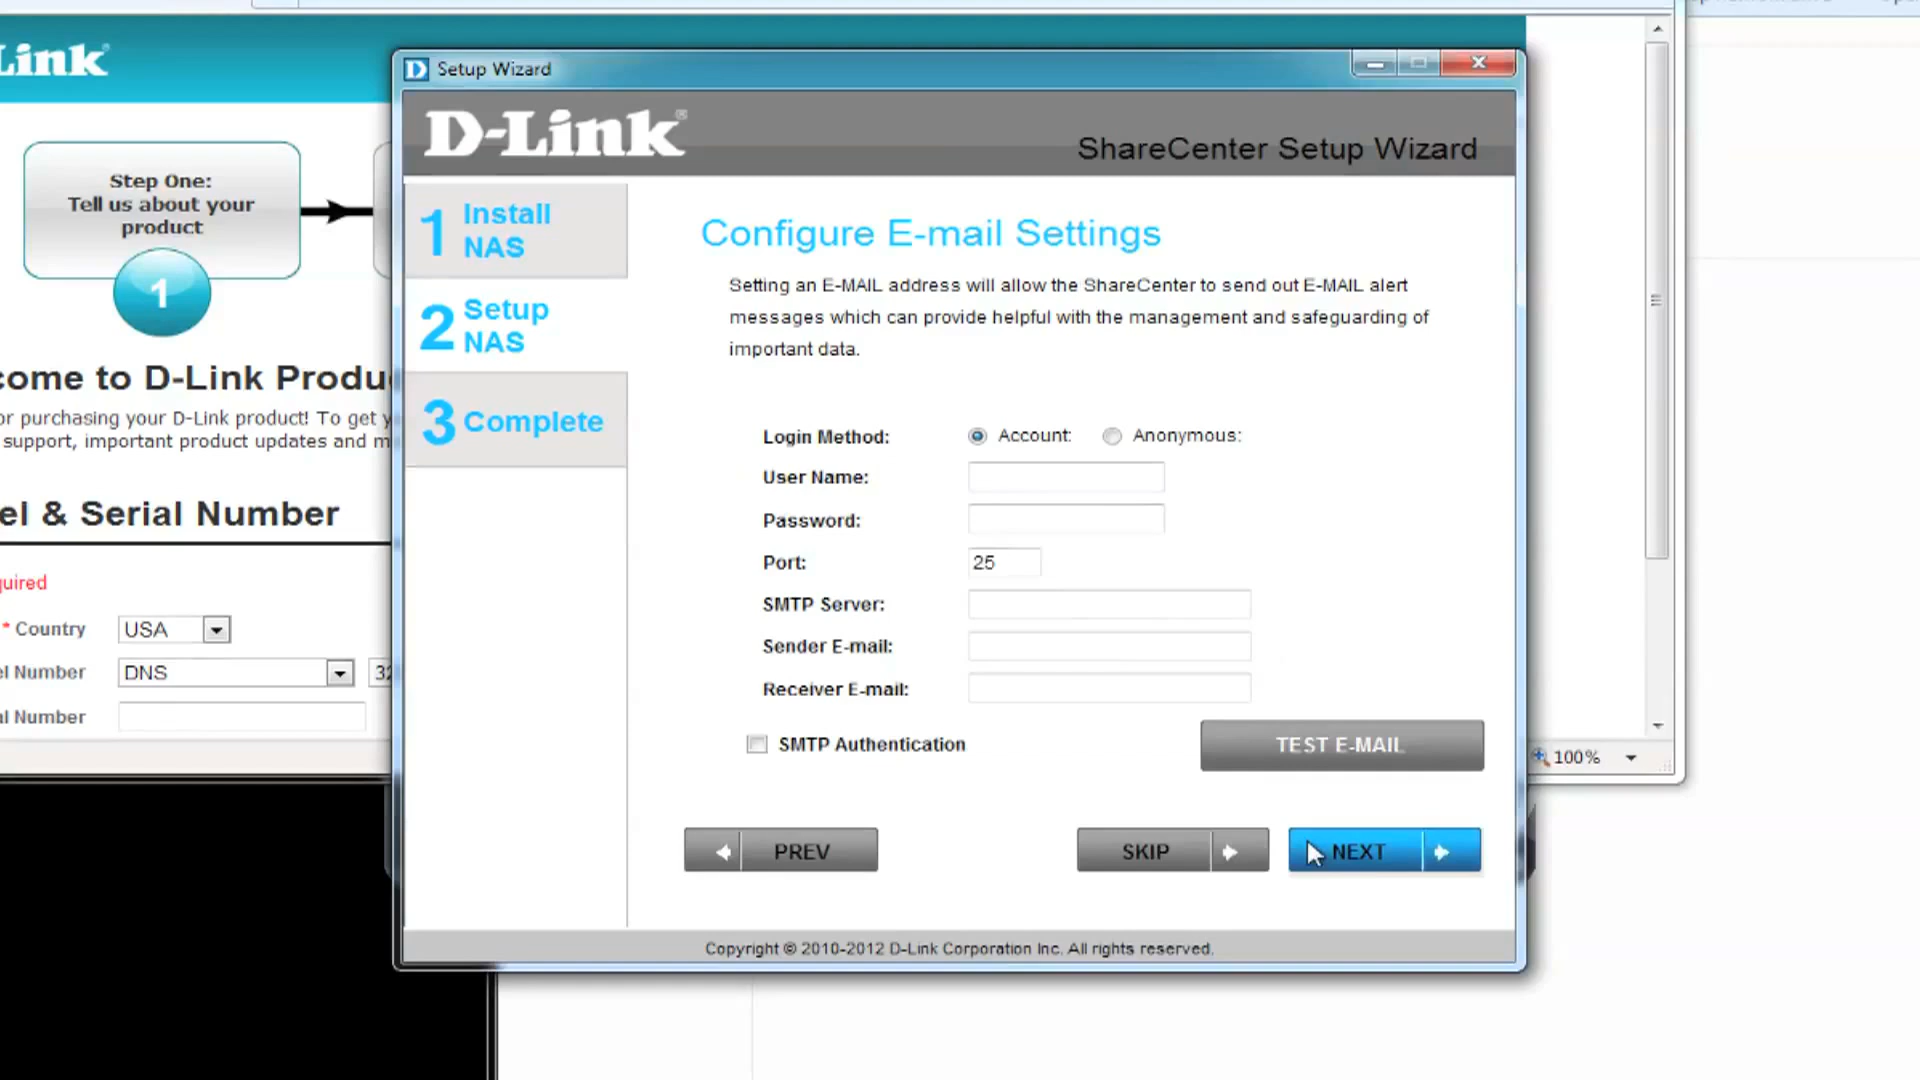 Link
Step One:
Tell us about your
product
1
come to D-Link Produ
or purchasing your D-Link product! To get y
support, important product updates and m
el & Serial Number
quired
* Country
USA
el Number
DNS
32
al Number
Setup Wizard
D-Link®
ShareCenter Setup Wizard
1 Install
NAS
2 Setup
NAS
3 Complete
Configure E-mail Settings
Setting an E-MAIL address will allow the ShareCenter to send out E-MAIL alert
messages which can provide helpful with the management and safeguarding of
important data.
Login Method: Account: Anonymous:
User Name:
Password:
Port: 25
SMTP Server:
Sender E-mail:
Receiver E-mail:
SMTP Authentication
TEST E-MAIL
PREV
SKIP
NEXT
Copyright © 2010-2012 D-Link Corporation Inc. All rights reserved.
100%